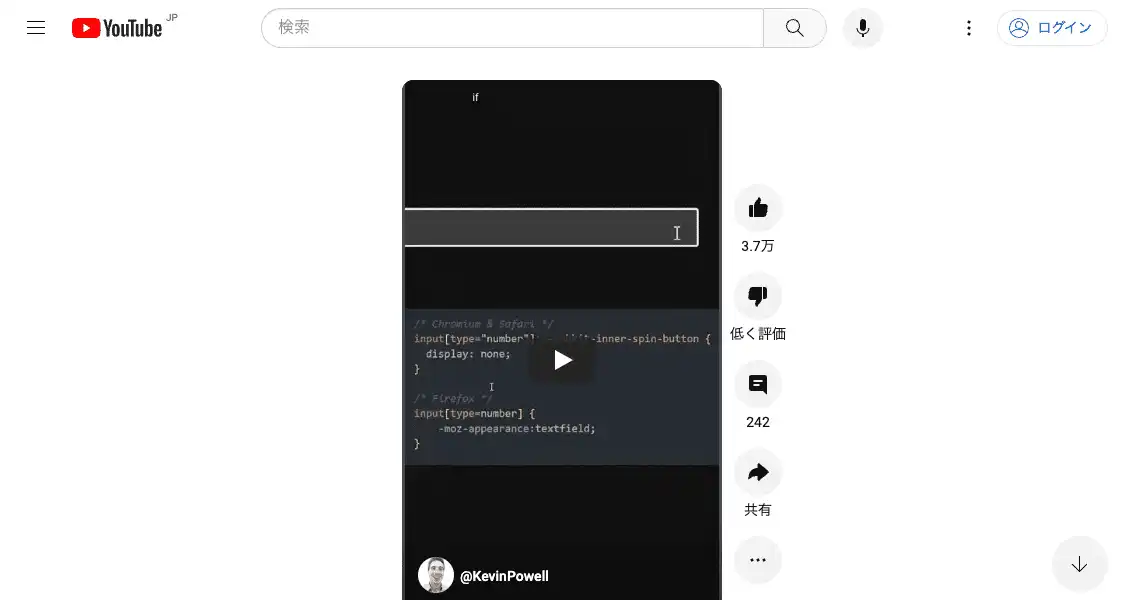 YouTube JP
検索
ログイン
if
/* Chromium & Safari */
input[type="number"]::-webkit-inner-spin-button {
display: none;
}
/* Firefox */
input[type=number] {
-moz-appearance:textfield;
}
@KevinPowell
3.7万
低く評価
242
共有